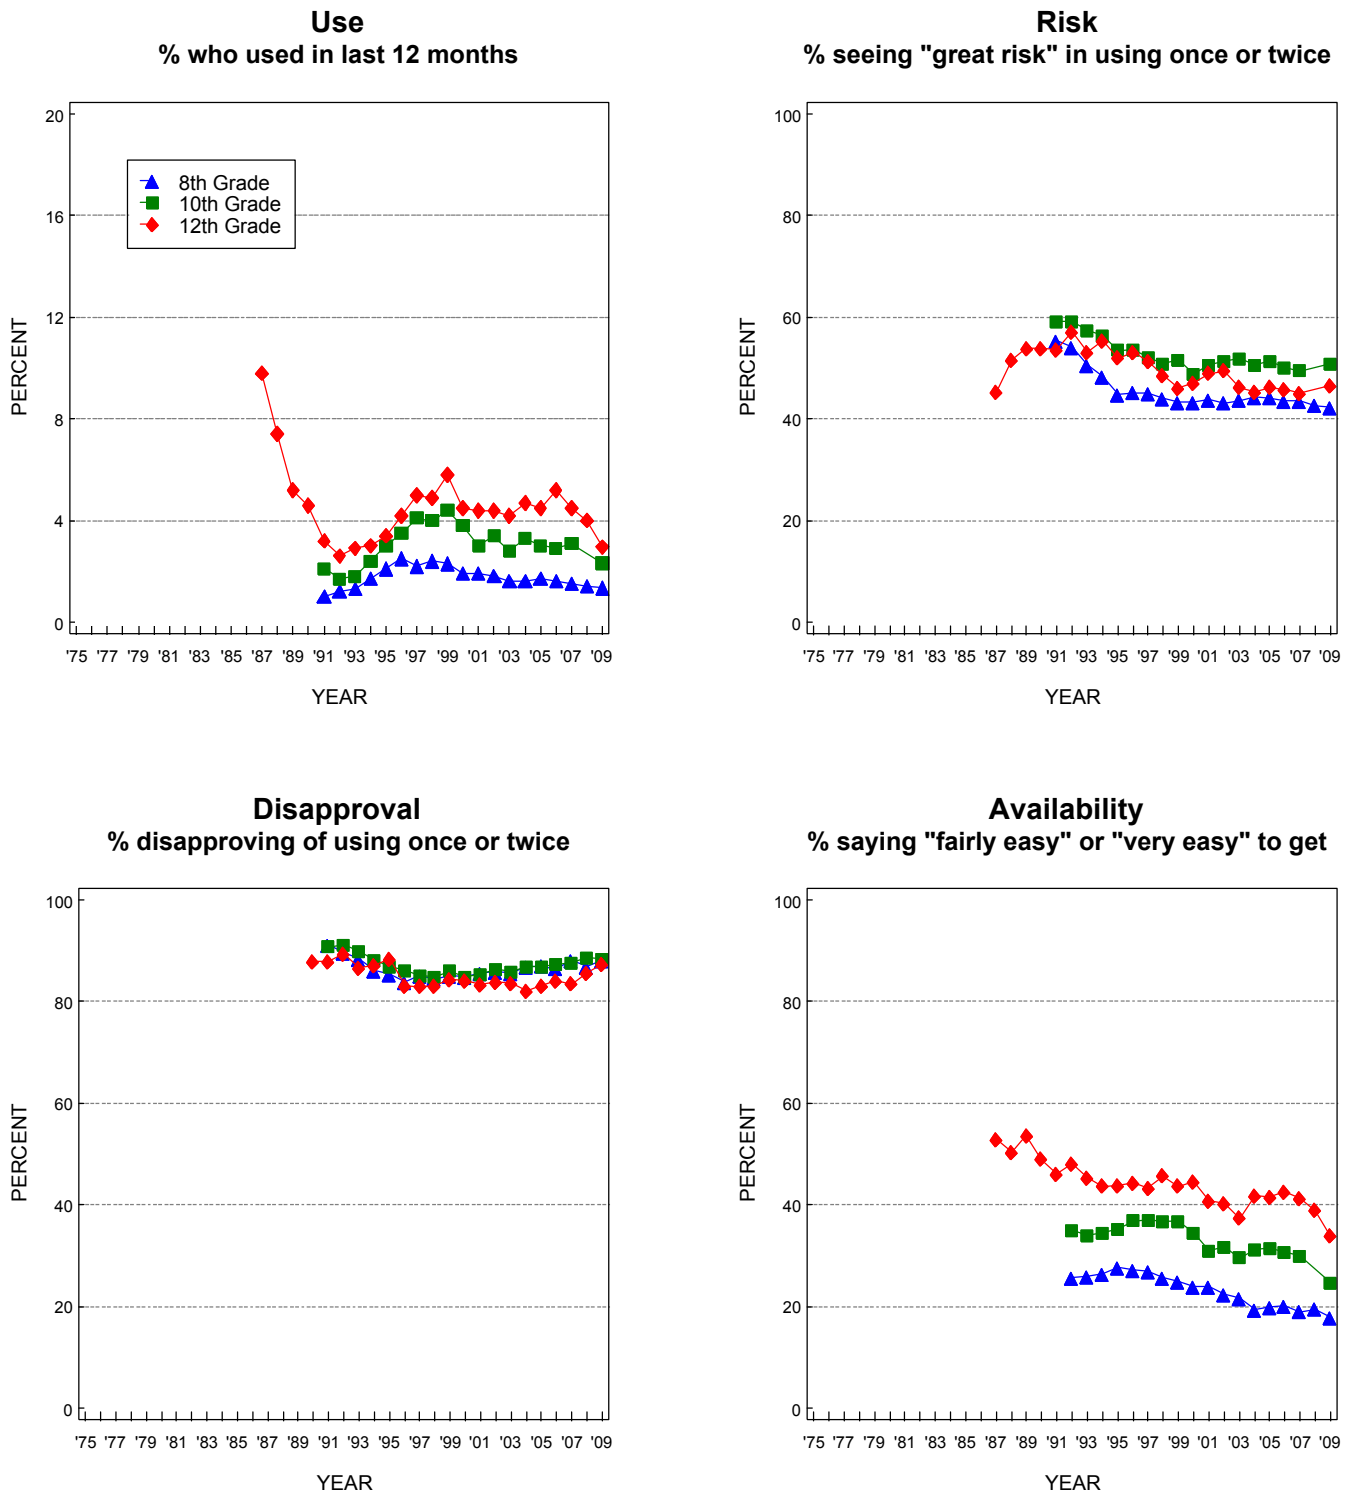 Use
% who used in last 12 months
20
16
12
8
4
0
PERCENT
8th Grade
10th Grade
12th Grade
'75 '77 '79 '81 '83 '85 '87 '89 '91 '93 '95 '97 '99 '01 '03 '05 '07 '09
YEAR
Risk
% seeing "great risk" in using once or twice
100
80
60
40
20
0
PERCENT
'75 '77 '79 '81 '83 '85 '87 '89 '91 '93 '95 '97 '99 '01 '03 '05 '07 '09
YEAR
Disapproval
% disapproving of using once or twice
100
80
60
40
20
0
PERCENT
'75 '77 '79 '81 '83 '85 '87 '89 '91 '93 '95 '97 '99 '01 '03 '05 '07 '09
YEAR
Availability
% saying "fairly easy" or "very easy" to get
100
80
60
40
20
0
PERCENT
'75 '77 '79 '81 '83 '85 '87 '89 '91 '93 '95 '97 '99 '01 '03 '05 '07 '09
YEAR